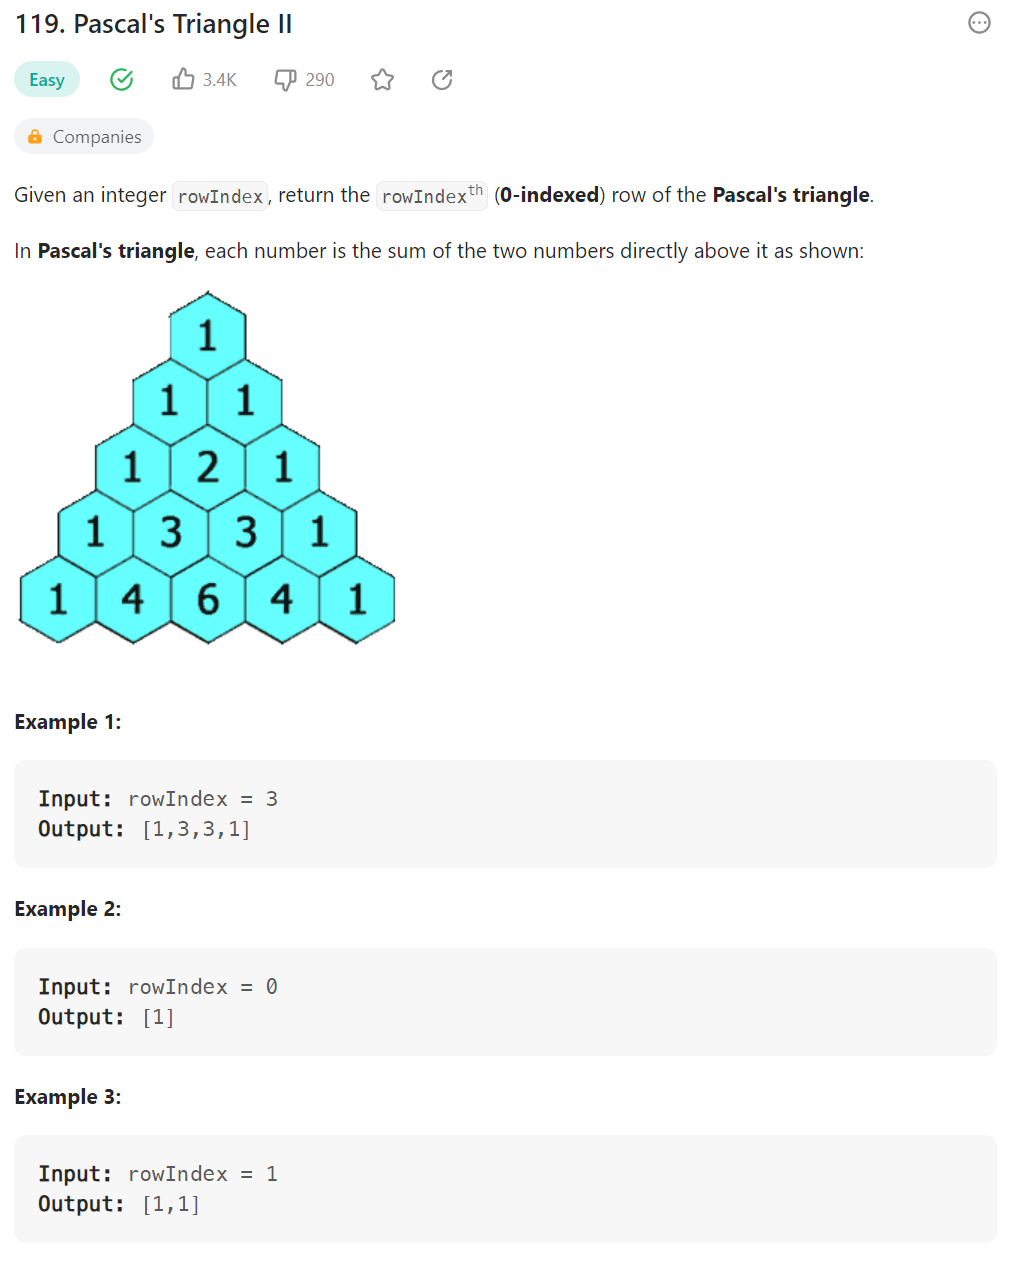 119. Pascal's Triangle II
Easy 3.4K 290
Companies
Given an integer rowIndex, return the rowIndexth (0-indexed) row of the Pascal's triangle.
In Pascal's triangle, each number is the sum of the two numbers directly above it as shown:
1
1 1
1 2 1
1 3 3 1
1 4 6 4 1
Example 1:
Input: rowIndex = 3
Output: [1,3,3,1]
Example 2:
Input: rowIndex = 0
Output: [1]
Example 3:
Input: rowIndex = 1
Output: [1,1]